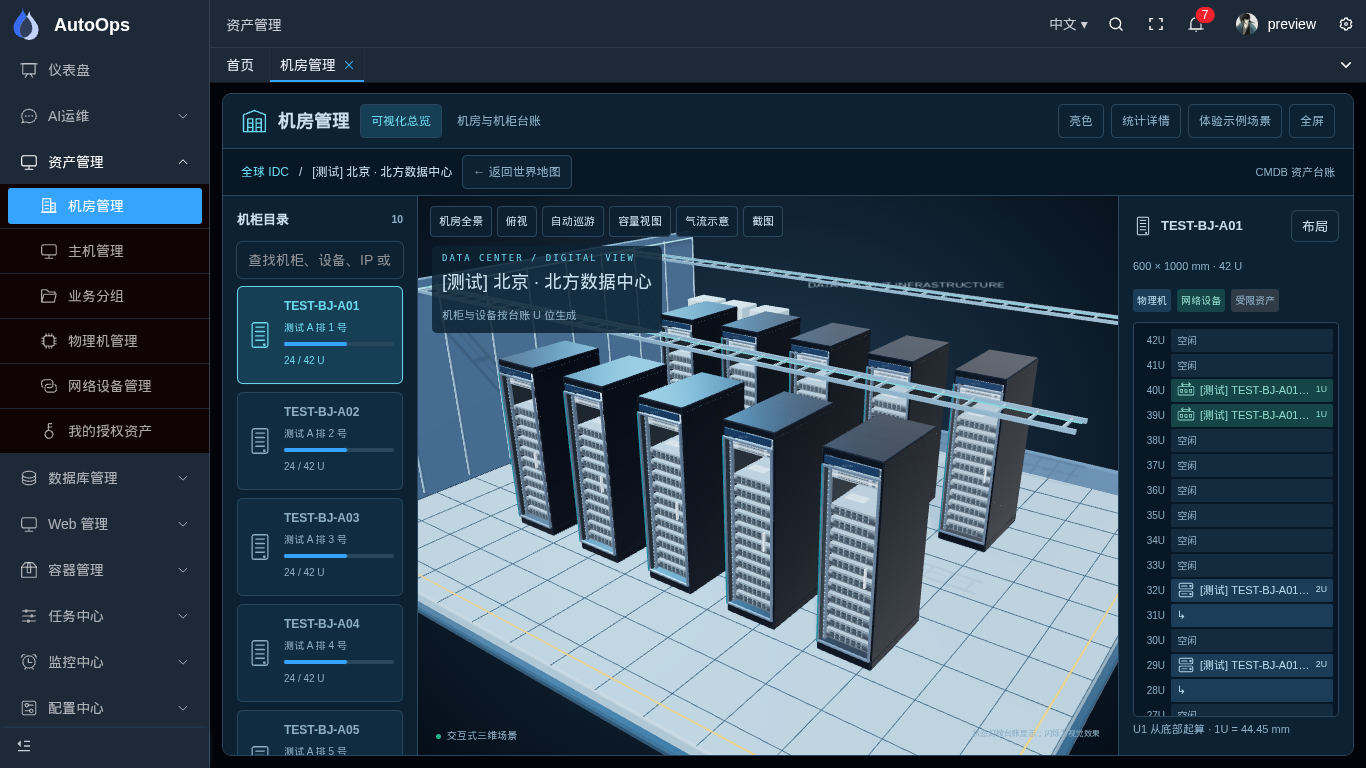 AutoOps
仪表盘
AI运维
资产管理
机房管理
主机管理
业务分组
物理机管理
网络设备管理
我的授权资产
数据库管理
Web 管理
容器管理
任务中心
监控中心
配置中心
资产管理
中文 ▾
7
preview
首页
机房管理
机房管理
可视化总览
机房与机柜台账
亮色
统计详情
体验示例场景
全屏
全球 IDC / [测试] 北京 · 北方数据中心
← 返回世界地图
CMDB 资产台账
机柜目录
10
查找机柜、设备、IP 或
TEST-BJ-A01
测试 A 排 1 号
24 / 42 U
TEST-BJ-A02
测试 A 排 2 号
24 / 42 U
TEST-BJ-A03
测试 A 排 3 号
24 / 42 U
TEST-BJ-A04
测试 A 排 4 号
24 / 42 U
TEST-BJ-A05
测试 A 排 5 号
机房全景
俯视
自动巡游
容量视图
气流示意
截图
DATA CENTER / DIGITAL VIEW
[测试] 北京 · 北方数据中心
机柜与设备按台账 U 位生成
INFRASTRUCTURE
交互式三维场景
TEST-BJ-A01
布局
600 × 1000 mm · 42 U
物理机
网络设备
受限资产
42U 空闲
41U 空闲
40U [测试] TEST-BJ-A01… 1U
39U [测试] TEST-BJ-A01… 1U
38U 空闲
37U 空闲
36U 空闲
35U 空闲
34U 空闲
33U 空闲
32U [测试] TEST-BJ-A01… 2U
31U ↳
30U 空闲
29U [测试] TEST-BJ-A01… 2U
28U ↳
27U 空闲
U1 从底部起算 · 1U = 44.45 mm